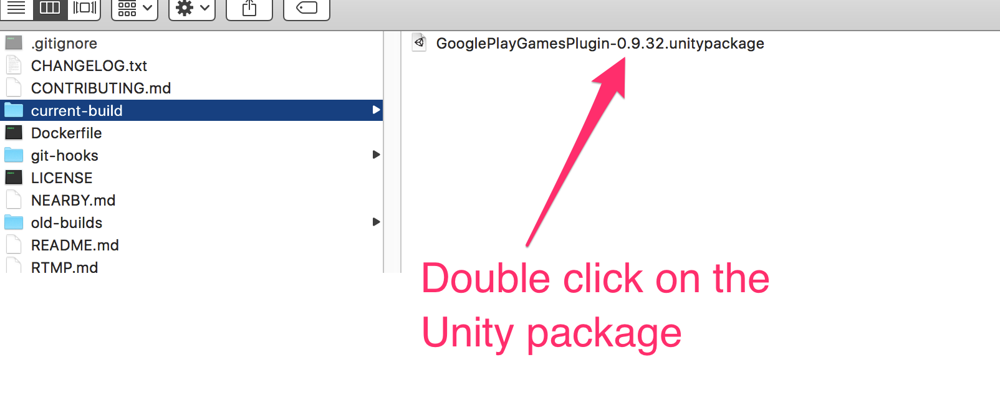 .gitignore
CHANGELOG.txt
CONTRIBUTING.md
current-build
Dockerfile
git-hooks
LICENSE
NEARBY.md
old-builds
README.md
RTMP.md
GooglePlayGamesPlugin-0.9.32.unitypackage
Double click on the
Unity package